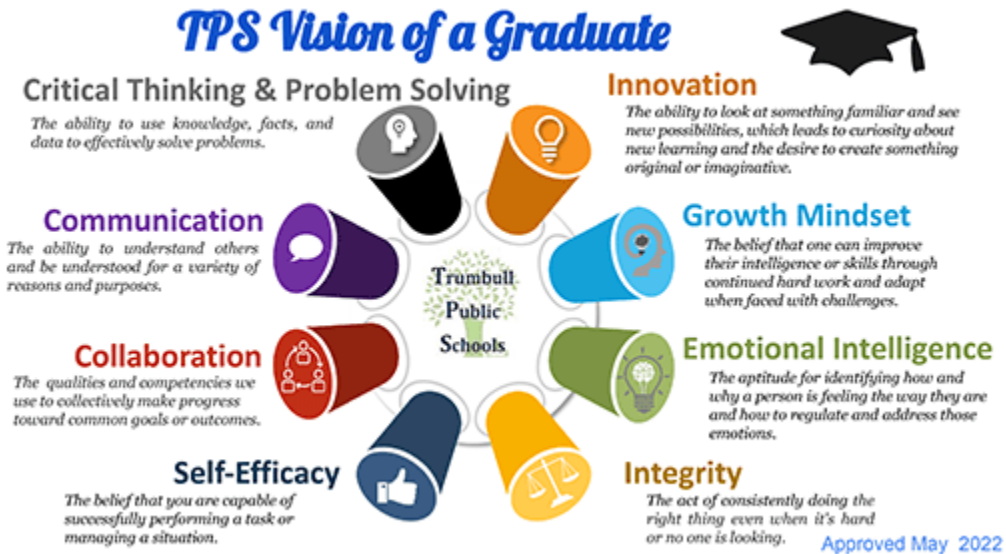 TPS Vision of a Graduate
Critical Thinking & Problem Solving
The ability to use knowledge, facts, and
data to effectively solve problems.
Innovation
The ability to look at something familiar and see
new possibilities, which leads to curiosity about
new learning and the desire to create something
original or imaginative.
Communication
The ability to understand others
and be understood for a variety of
reasons and purposes.
Growth Mindset
The belief that one can improve
their intelligence or skills through
continued hard work and adapt
when faced with challenges.
Trumbull
Public
Schools
Collaboration
The qualities and competencies we
use to collectively make progress
toward common goals or outcomes.
Emotional Intelligence
The aptitude for identifying how and
why a person is feeling the way they are
and how to regulate and address those
emotions.
Self-Efficacy
The belief that you are capable of
successfully performing a task or
managing a situation.
Integrity
The act of consistently doing the
right thing even when it's hard
or no one is looking.
Approved May 2022